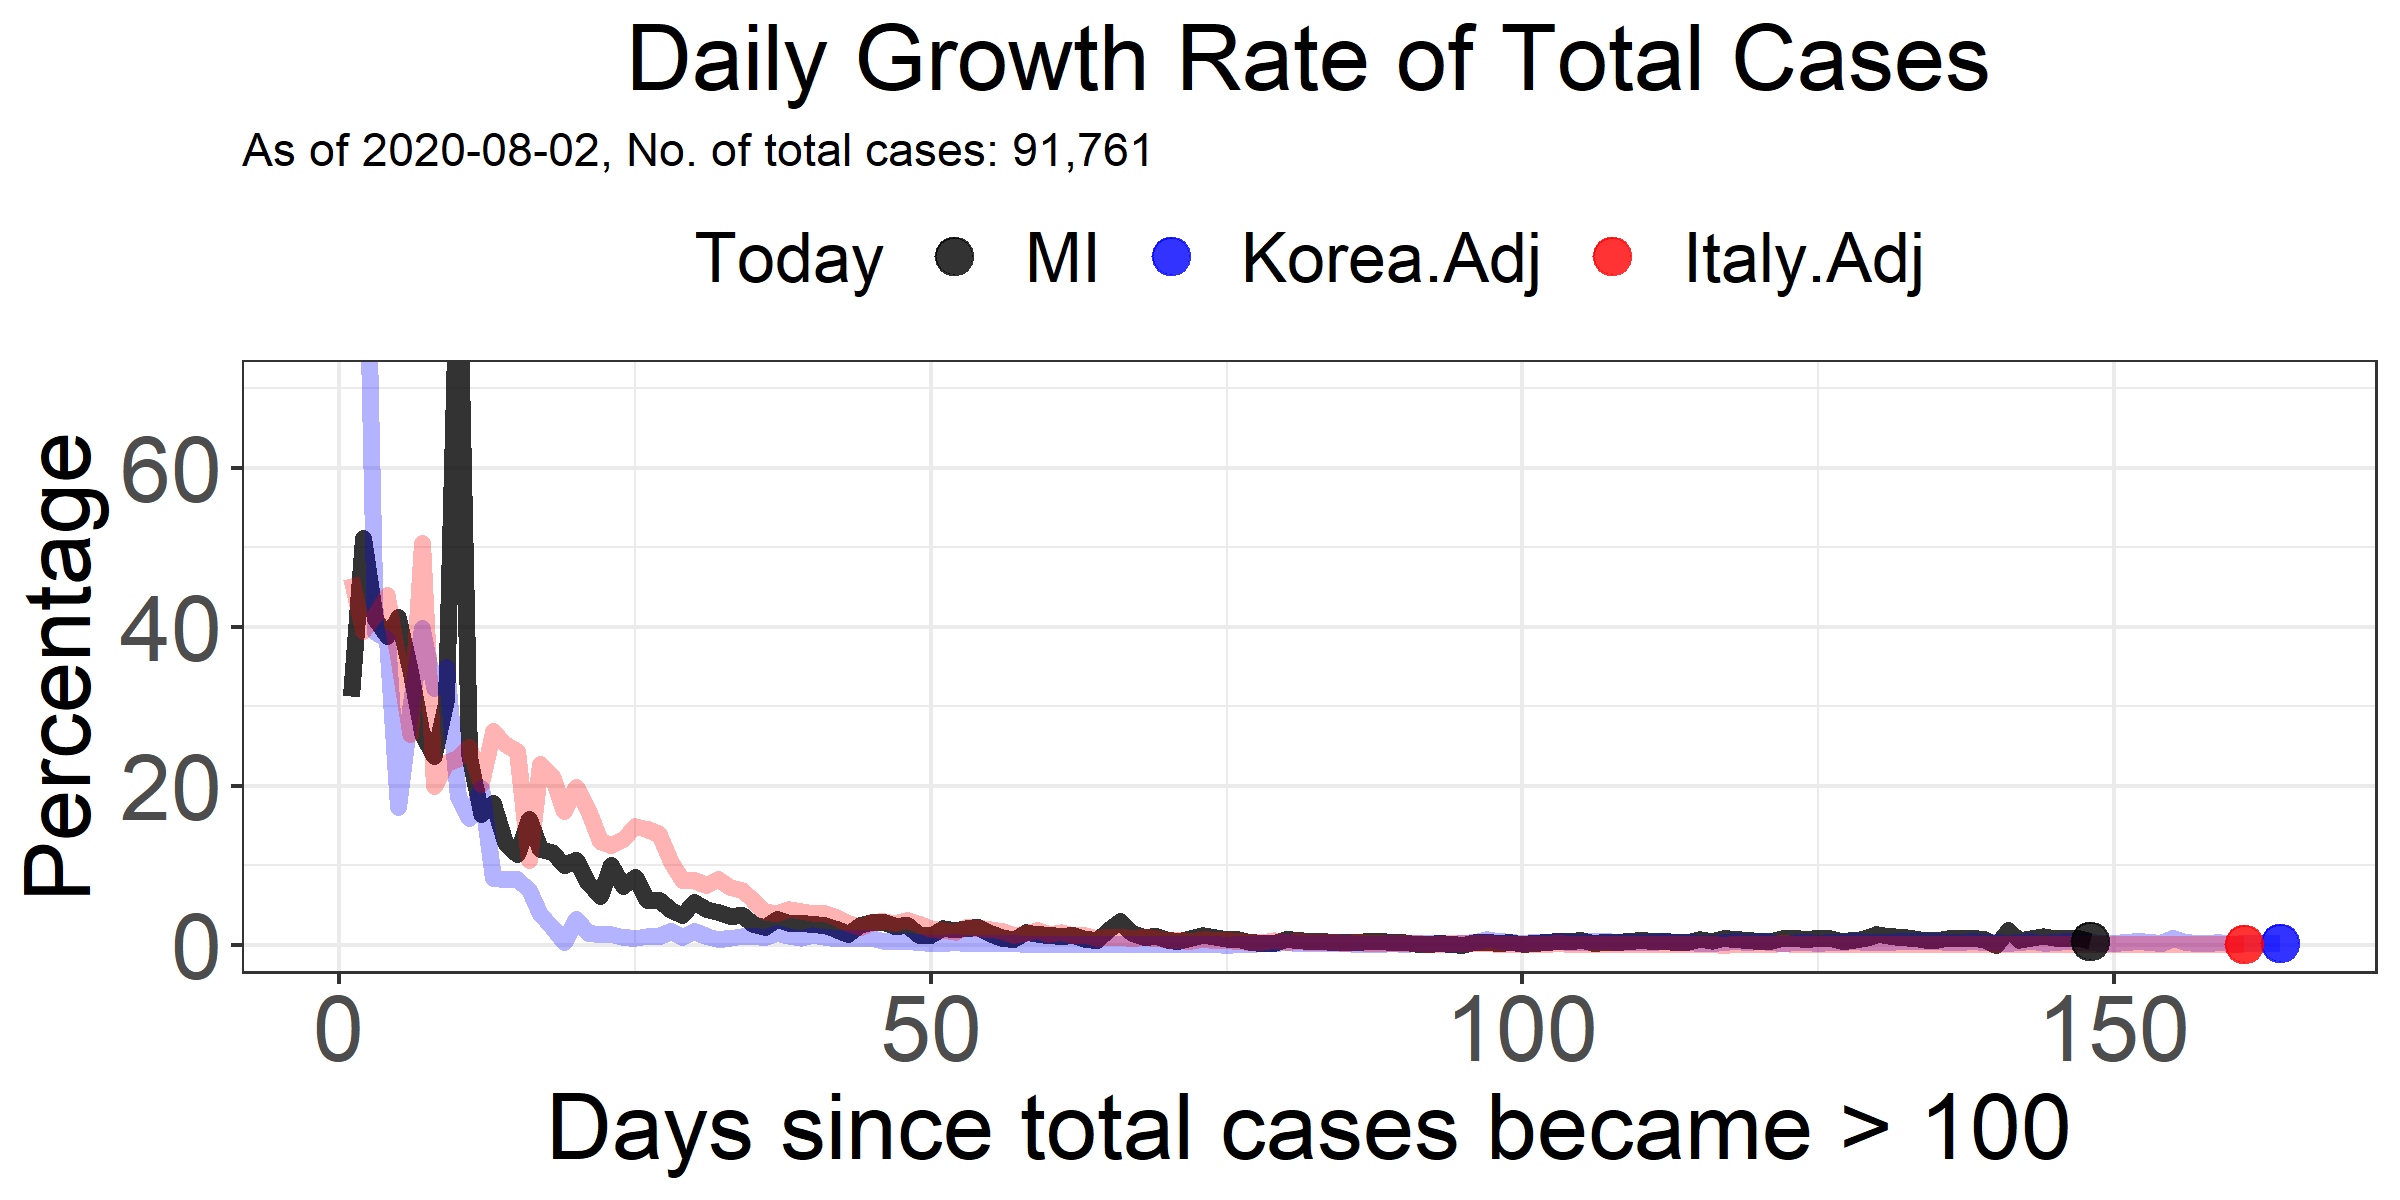 Daily Growth Rate of Total Cases
As of 2020-08-02, No. of total cases: 91,761
Today MI Korea.Adj Italy.Adj
Percentage
60
40
20
0
0 50 100 150
Days since total cases became > 100